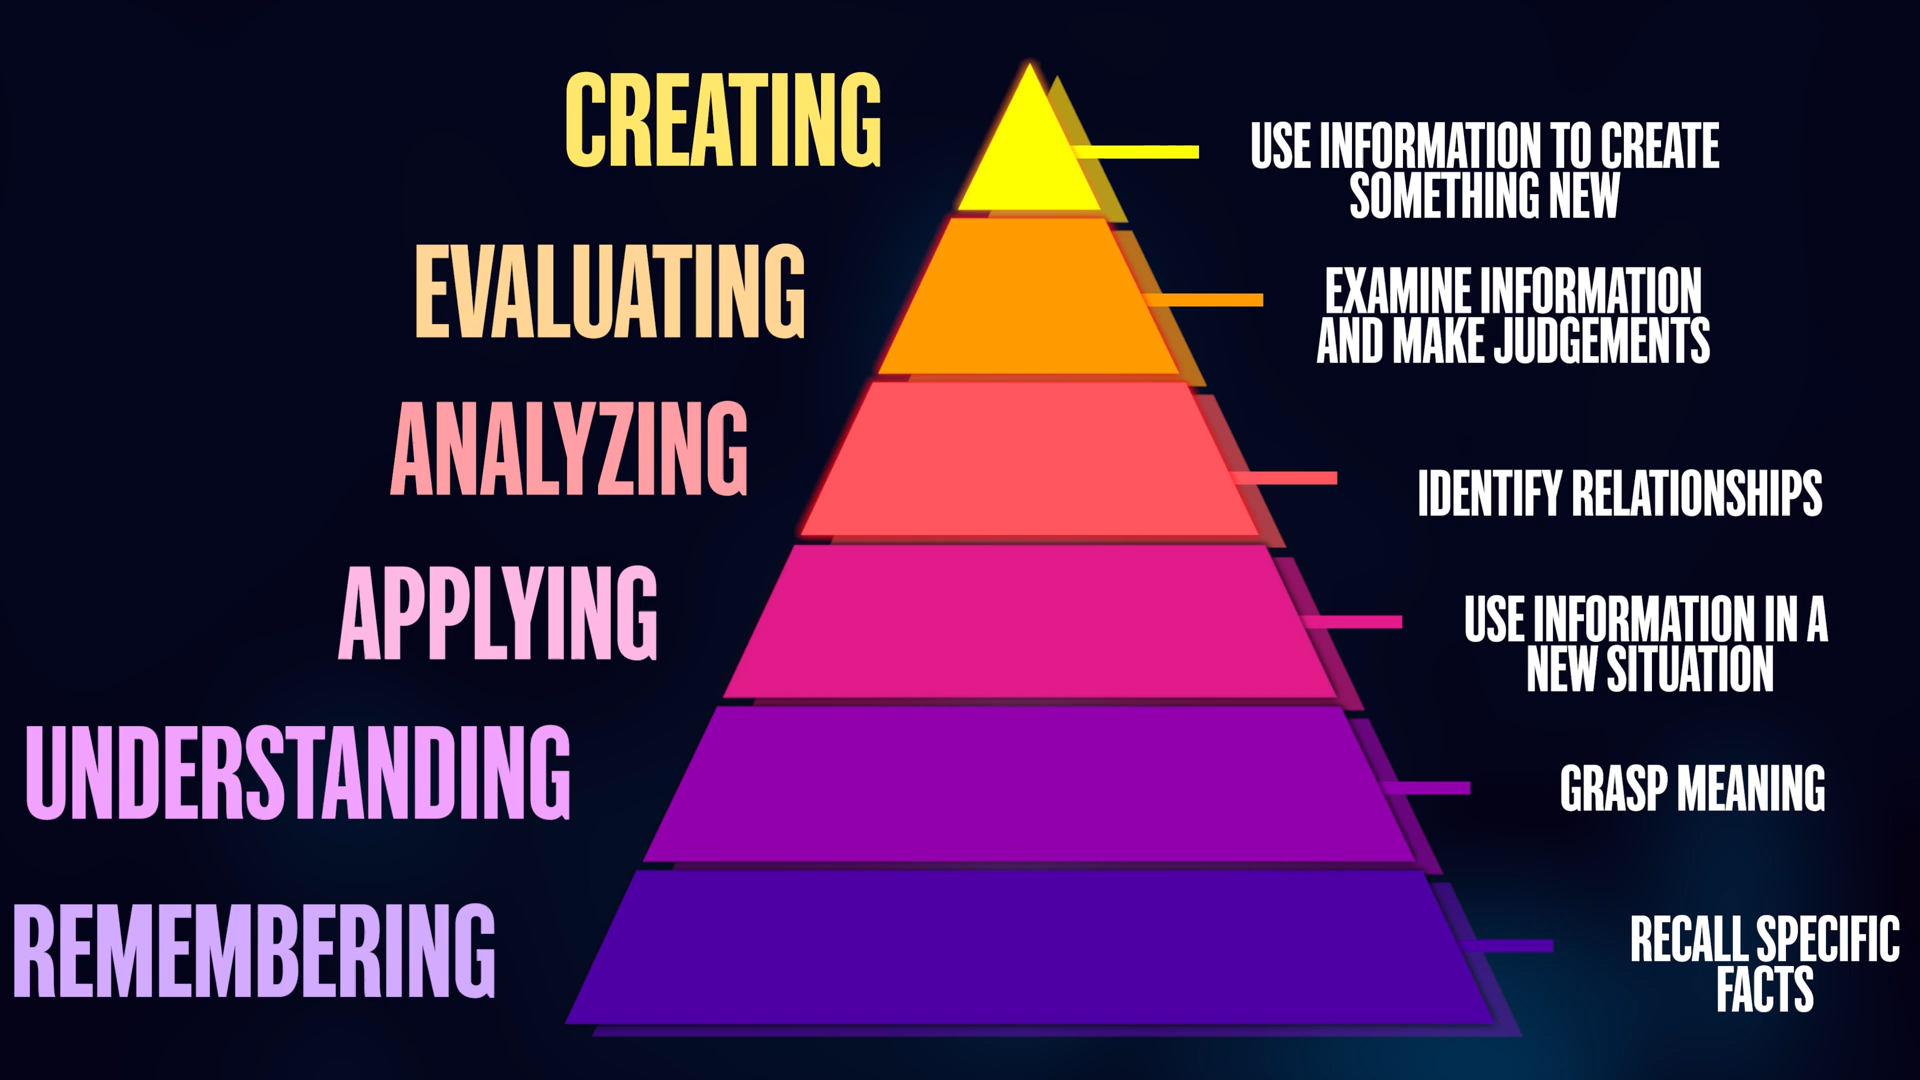 CREATING
USE INFORMATION TO CREATE
SOMETHING NEW
EVALUATING
EXAMINE INFORMATION
AND MAKE JUDGEMENTS
ANALYZING
IDENTIFY RELATIONSHIPS
APPLYING
USE INFORMATION IN A
NEW SITUATION
UNDERSTANDING
GRASP MEANING
REMEMBERING
RECALL SPECIFIC
FACTS